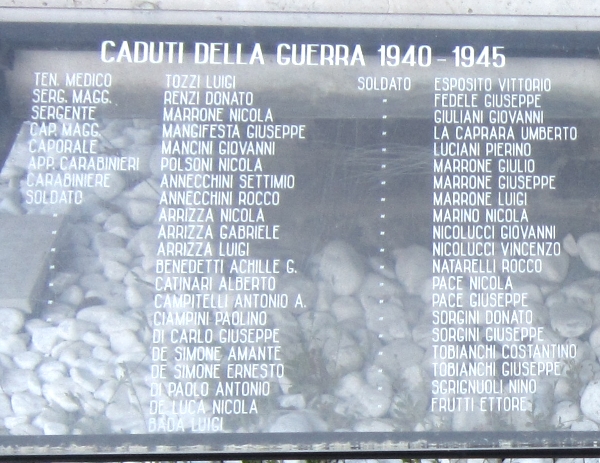 CADUTI DELLA GUERRA 1940-1945
TEN. MEDICO TOZZI LUIGI
SERG. MAGG. RENZI DONATO
SERGENTE MARRONE NICOLA
CAP. MAGG. MANGIFESTA GIUSEPPE
CAPORALE MANCINI GIOVANNI
APP. CARABINIERI POLSONI NICOLA
CARABINIERE ANNECCHINI SETTIMIO
SOLDATO ANNECCHINI ROCCO
" ARRIZZA NICOLA
" ARRIZZA GABRIELE
" ARRIZZA LUIGI
" BENEDETTI ACHILLE G.
" CATINARI ALBERTO
" CAMPITELLI ANTONIO A.
CIAMPINI PAOLINO
DI CARLO GIUSEPPE
DE SIMONE AMANTE
DE SIMONE ERNESTO
DI PAOLO ANTONIO
DE LUCA NICOLA
BADA LUIGI
SOLDATO ESPOSITO VITTORIO
" FEDELE GIUSEPPE
" GIULIANI GIOVANNI
" LA CAPRARA UMBERTO
" LUCIANI PIERINO
" MARRONE GIULIO
" MARRONE GIUSEPPE
" MARRONE LUIGI
" MARINO NICOLA
" NICOLUCCI GIOVANNI
" NICOLUCCI VINCENZO
" NATARELLI ROCCO
" PACE NICOLA
" PACE GIUSEPPE
" SORGINI DONATO
" SORGINI GIUSEPPE
" TOBIANCHI COSTANTINO
" TOBIANCHI GIUSEPPE
" SGRIGNUOLI NINO
" FRUTTI ETTORE